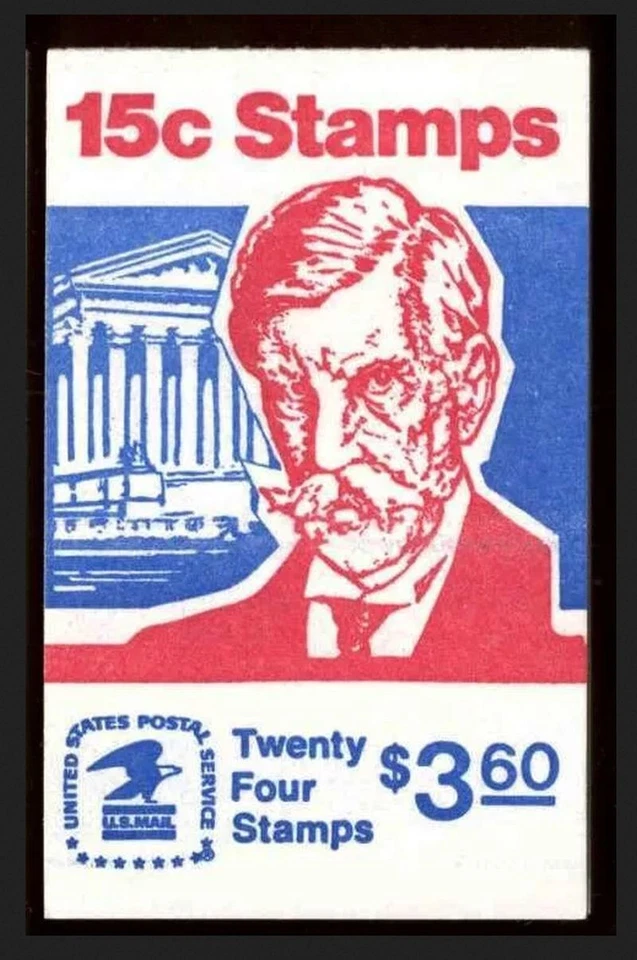 15c Stamps
UNITED STATES POSTAL SERVICE
U.S.MAIL
®
Twenty
Four
Stamps
$3 60